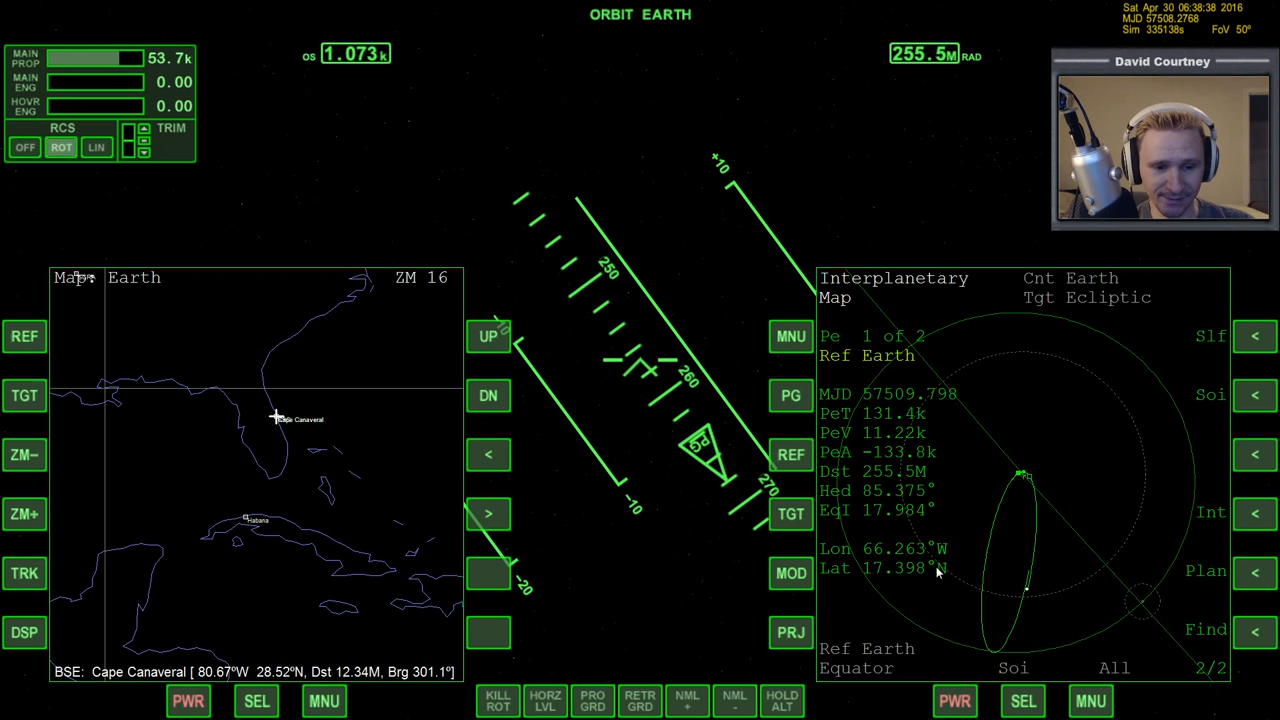 ORBIT EARTH
Sat Apr 30 06:38:38 2016
MJD 57508.2768
Sim 335138s FoV 50°
David Courtney
MAIN PROP 53.7k
MAIN ENG 0.00
HOVR ENG 0.00
RCS TRIM
OFF ROT LIN
OS 1.073k
255.5M RAD
+10
250
260
270
-10
-10
-20
Map: Earth ZM 16
REF
TGT
ZM-
ZM+
TRK
DSP
UP
DN
<
>
Cape Canaveral
Habana
BSE: Cape Canaveral [ 80.67ºW 28.52ºN, Dst 12.34M, Brg 301.1º]
PWR SEL MNU
KILL ROT
HORZ LVL
PRO GRD
RETR GRD
NML +
NML -
HOLD ALT
MNU
PG
REF
TGT
MOD
PRJ
Interplanetary Cnt Earth
Map Tgt Ecliptic
Pe 1 of 2 Slf <
Ref Earth
MJD 57509.798 Soi <
PeT 131.4k
PeV 11.22k
PeA -133.8k <
Dst 255.5M
Hed 85.375°
EqI 17.984° Int <
Lon 66.263°W
Lat 17.398°N Plan <
Find <
Ref Earth
Equator Soi All 2/2
PWR SEL MNU